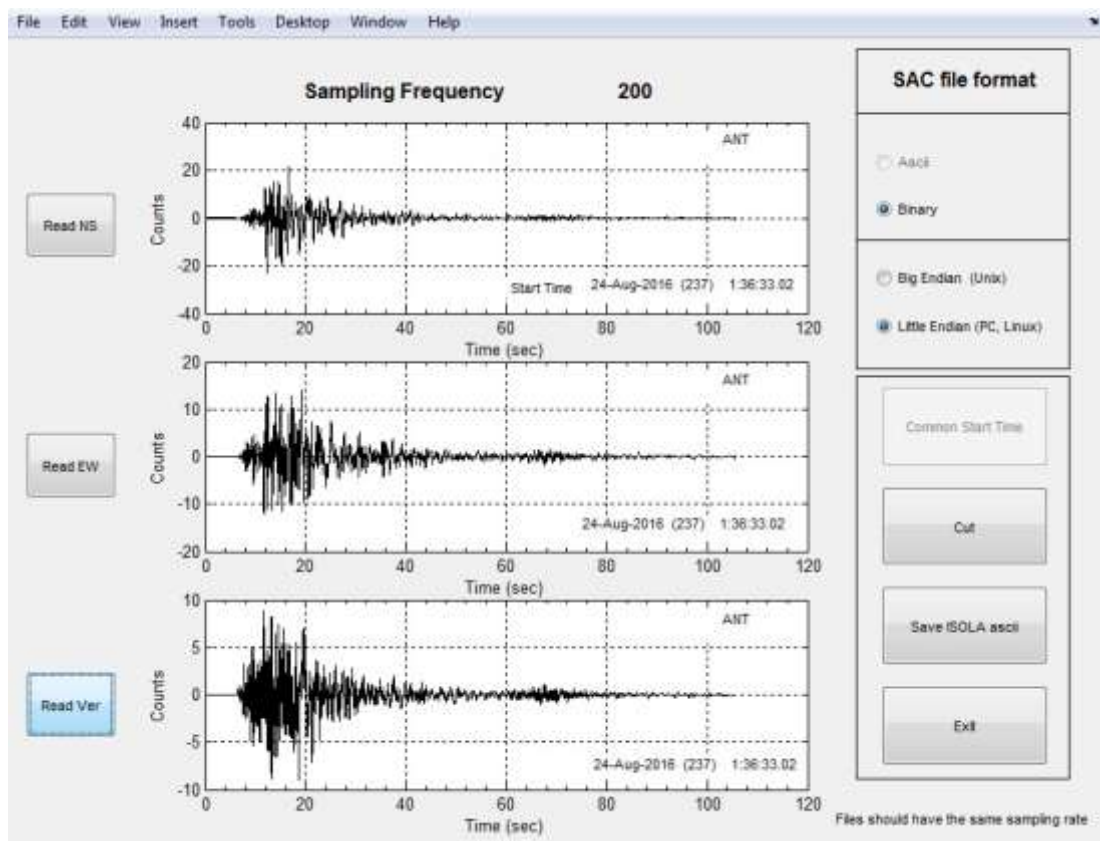 File Edit View Insert Tools Desktop Window Help
Sampling Frequency 200
Read NS
Counts
40
20
0
-20
-40
ANT
Start Time 24-Aug-2016 (237) 1:36:33.02
0 20 40 60 80 100 120
Time (sec)
Read EW
Counts
20
10
0
-10
-20
ANT
24-Aug-2016 (237) 1:36:33.02
0 20 40 60 80 100 120
Time (sec)
Read Ver
Counts
10
5
0
-5
-10
ANT
24-Aug-2016 (237) 1:36:33.02
0 20 40 60 80 100 120
Time (sec)
SAC file format
Ascii
Binary
Big Endian (Unix)
Little Endian (PC, Linux)
Common Start Time
Cut
Save ISOLA ascii
Exit
Files should have the same sampling rate